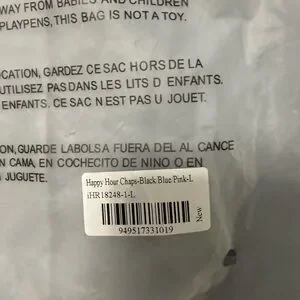 WAY FROM BABIES AND CHILDREN
PLAYPENS, THIS BAG IS NOT A TOY.
OCATION, GARDEZ CE SAC HORS DE LA
UTILISEZ PAS DANS LES LITS D ENFANTS.
ENFANTS. CE SAC N EST PAS U JOUET.
ON, GUARDE LABOLSA FUERA DEL AL CANCE
N CAMA, EN COCHECITO DE NINO O EN
JUGUETE.
Happy Hour Chaps-Black/Blue/Pink-L
iHR18248-1-L
949517331019
New